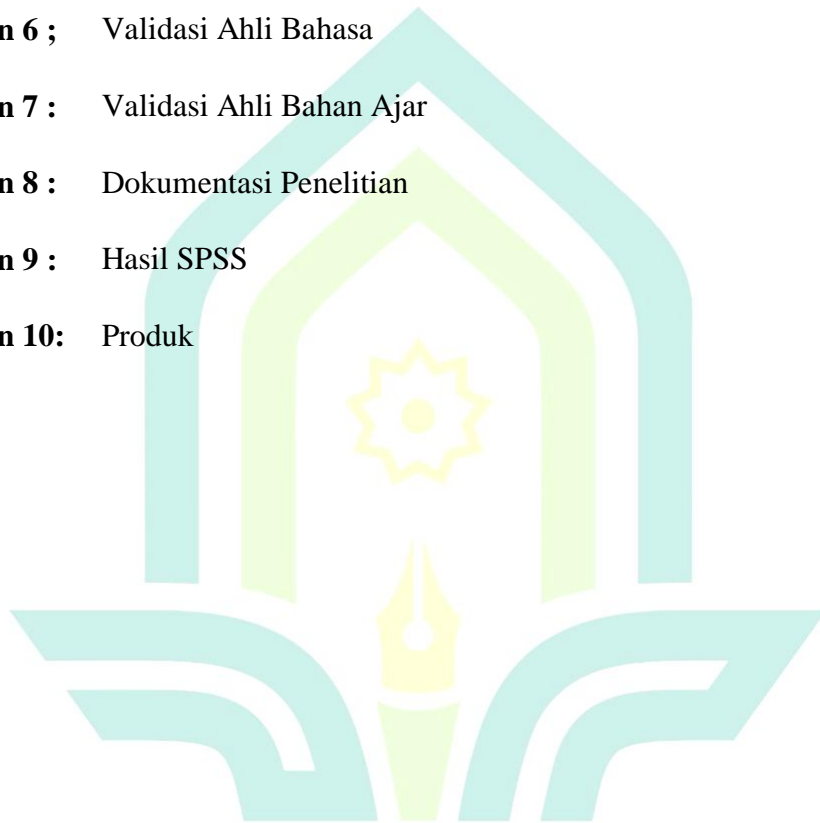 n 6 ; Validasi Ahli Bahasa
n 7 : Validasi Ahli Bahan Ajar
n 8 : Dokumentasi Penelitian
n 9 : Hasil SPSS
n 10: Produk